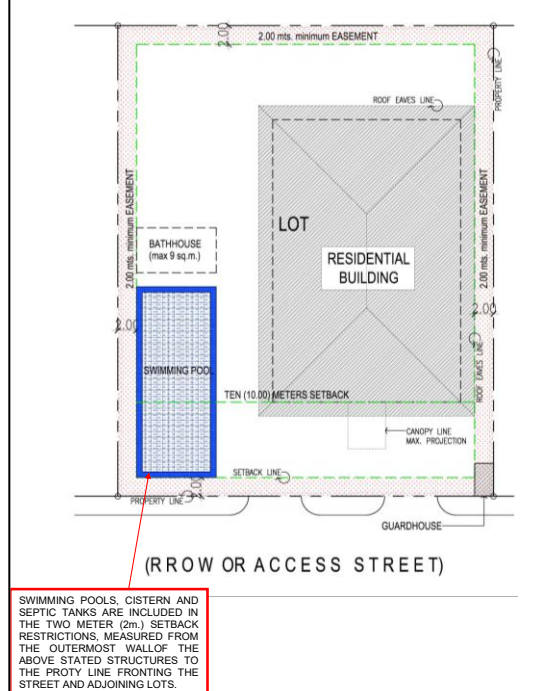 2.00
2.00 mts. minimum EASEMENT
PROPERTY LINE
ROOF EAVES LINE
2.00 mts. minimum EASEMENT
2.00 mts. minimum EASEMENT
LOT
BATHHOUSE
(max 9 sq.m.)
RESIDENTIAL
BUILDING
2.00
2.00
SWIMMING POOL
ROOF EAVES LINE
TEN (10.00) METERS SETBACK
CANOPY LINE
MAX. PROJECTION
SETBACK LINE
2.00
PROPERTY LINE
GUARDHOUSE
(RROW OR ACCESS STREET)
SWIMMING POOLS, CISTERN AND
SEPTIC TANKS ARE INCLUDED IN
THE TWO METER (2m.) SETBACK
RESTRICTIONS, MEASURED FROM
THE OUTERMOST WALLOF THE
ABOVE STATED STRUCTURES TO
THE PROTY LINE FRONTING THE
STREET AND ADJOINING LOTS.